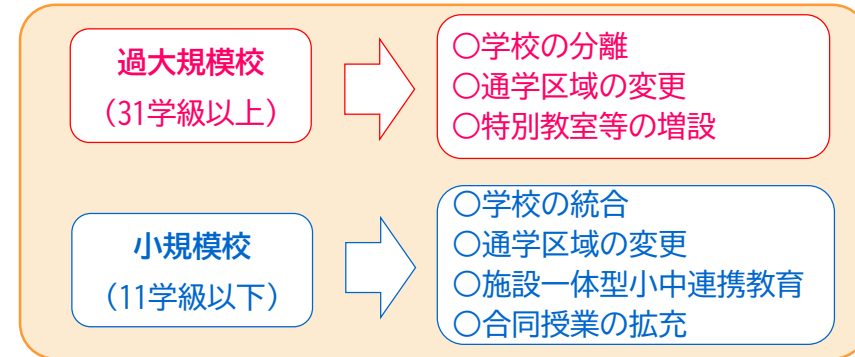 過大規模校
（31学級以上）
○学校の分離
○通学区域の変更
○特別教室等の増設
小規模校
（11学級以下）
○学校の統合
○通学区域の変更
○施設一体型小中連携教育
○合同授業の拡充